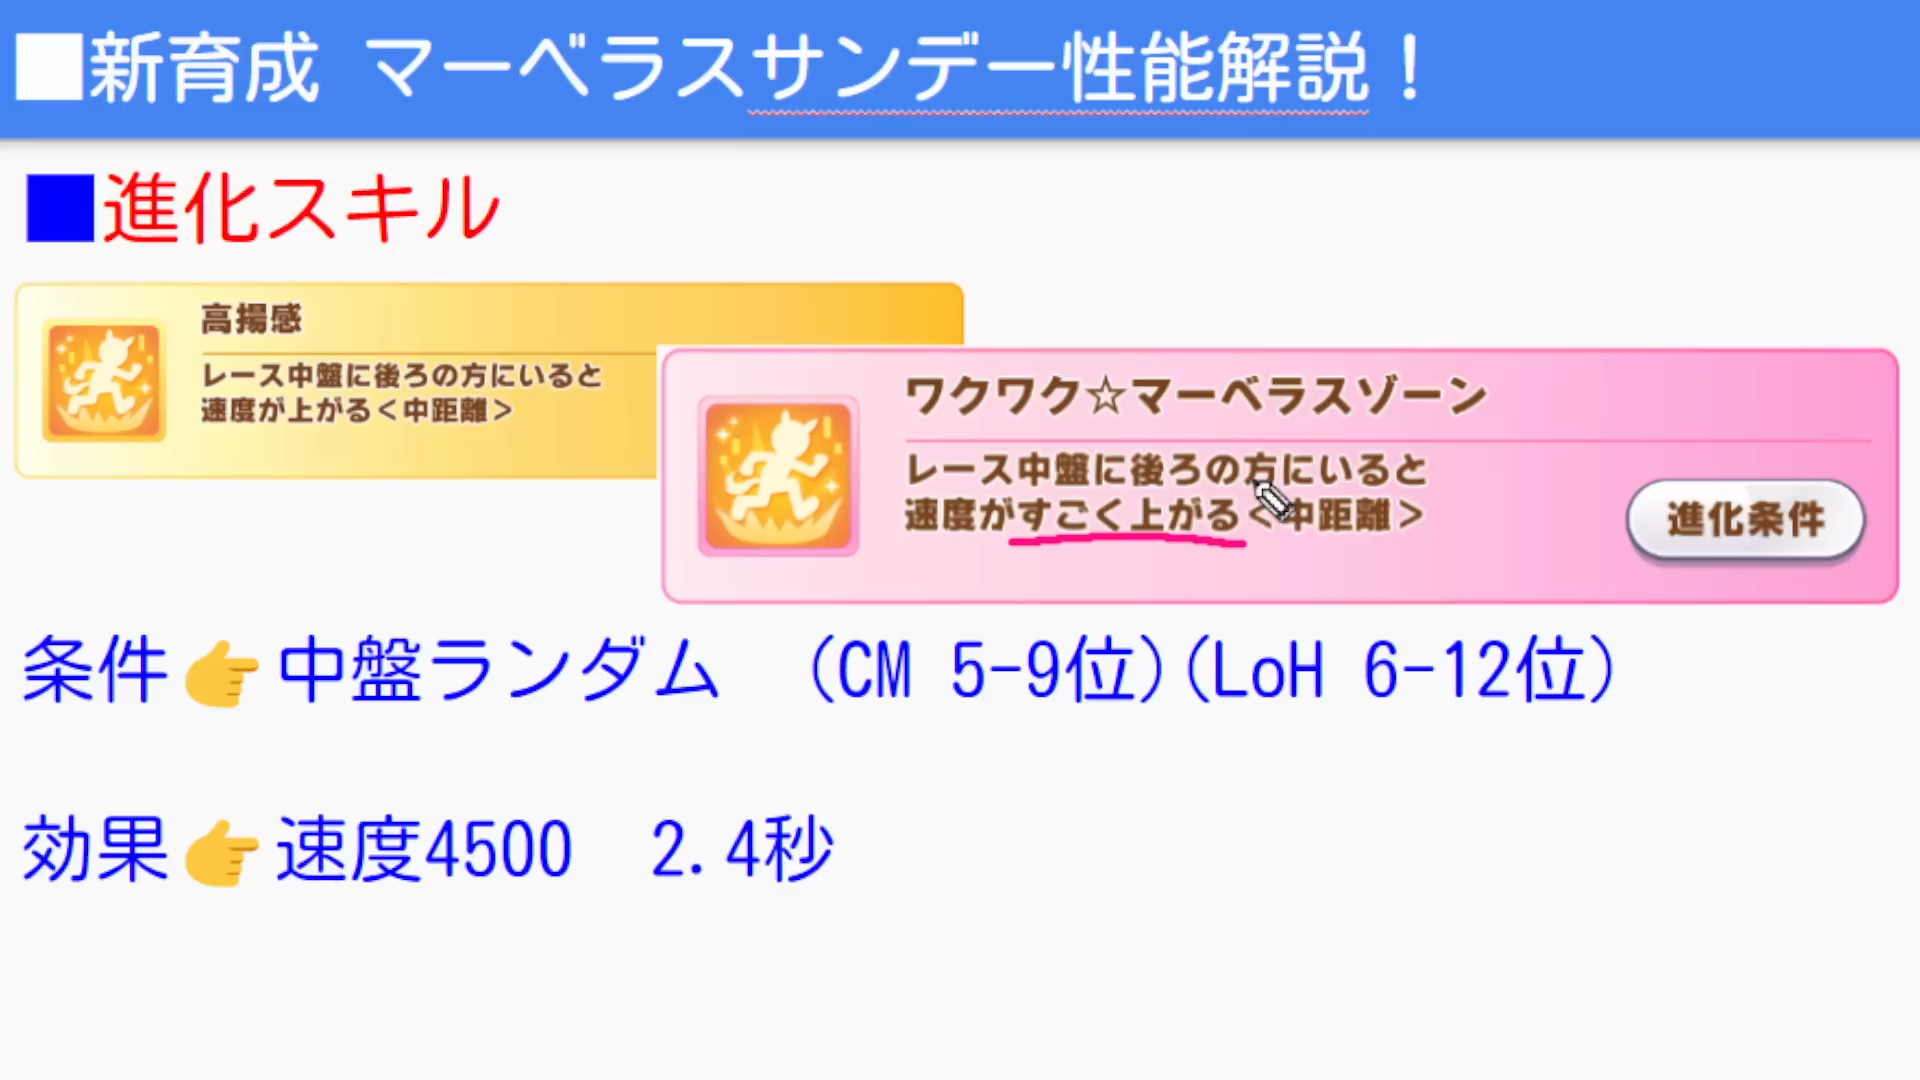 ■新育成 マーベラスサンデー性能解説！
■進化スキル
高揚感
レース中盤に後ろの方にいると
速度が上がる＜中距離＞
ワクワク☆マーベラスゾーン
レース中盤に後ろの方にいると
速度がすごく上がる＜中距離＞
進化条件
条件👉中盤ランダム （CM 5-9位）（LoH 6-12位）
効果👉速度4500 2.4秒